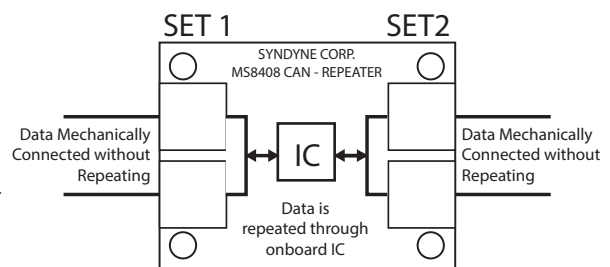 SET 1
SET2
SYNDYNE CORP.
MS8408 CAN - REPEATER
Data Mechanically
Connected without
Repeating
IC
Data Mechanically
Connected without
Repeating
Data is
repeated through
onboard IC